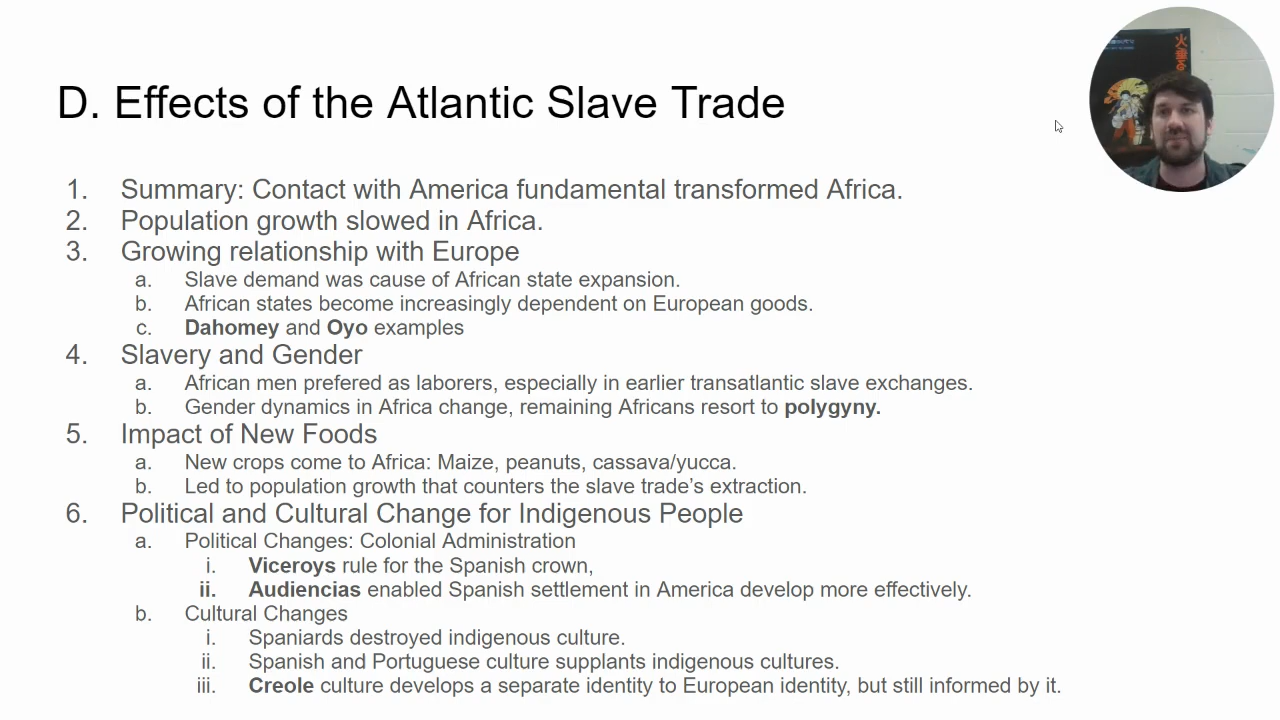 D. Effects of the Atlantic Slave Trade
1. Summary: Contact with America fundamental transformed Africa.
2. Population growth slowed in Africa.
3. Growing relationship with Europe
a. Slave demand was cause of African state expansion.
b. African states become increasingly dependent on European goods.
c. Dahomey and Oyo examples
4. Slavery and Gender
a. African men prefered as laborers, especially in earlier transatlantic slave exchanges.
b. Gender dynamics in Africa change, remaining Africans resort to polygyny.
5. Impact of New Foods
a. New crops come to Africa: Maize, peanuts, cassava/yucca.
b. Led to population growth that counters the slave trade’s extraction.
6. Political and Cultural Change for Indigenous People
a. Political Changes: Colonial Administration
i. Viceroys rule for the Spanish crown,
ii. Audiencias enabled Spanish settlement in America develop more effectively.
b. Cultural Changes
i. Spaniards destroyed indigenous culture.
ii. Spanish and Portuguese culture supplants indigenous cultures.
iii. Creole culture develops a separate identity to European identity, but still informed by it.